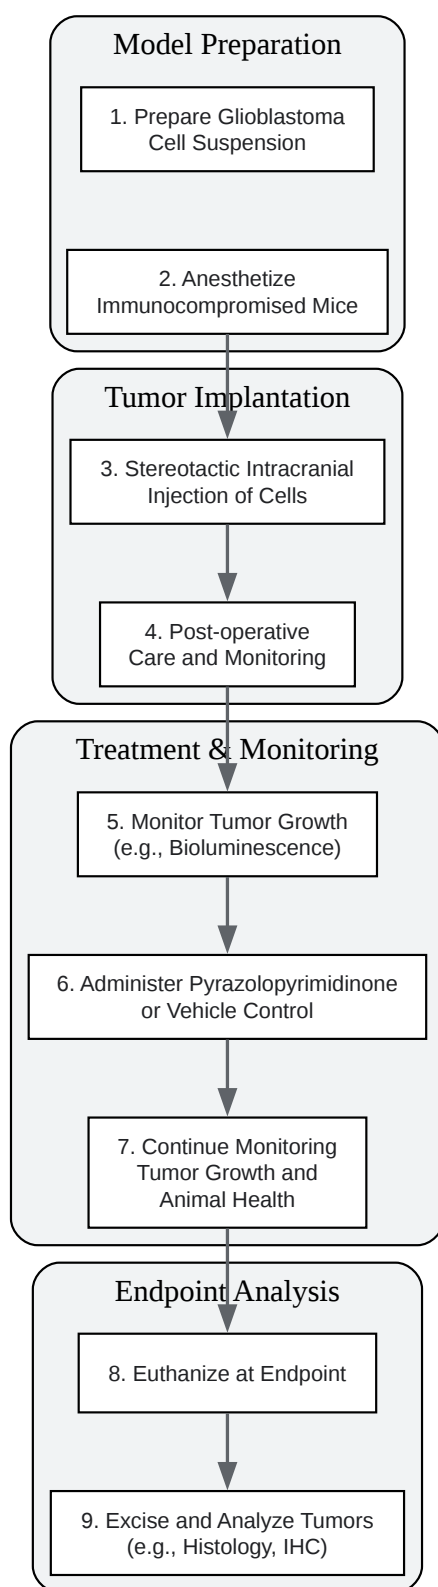 Model Preparation
1. Prepare Glioblastoma
Cell Suspension
2. Anesthetize
Immunocompromised Mice
Tumor Implantation
3. Stereotactic Intracranial
Injection of Cells
4. Post-operative
Care and Monitoring
Treatment & Monitoring
5. Monitor Tumor Growth
(e.g., Bioluminescence)
6. Administer Pyrazolopyrimidinone
or Vehicle Control
7. Continue Monitoring
Tumor Growth and
Animal Health
Endpoint Analysis
8. Euthanize at Endpoint
9. Excise and Analyze Tumors
(e.g., Histology, IHC)